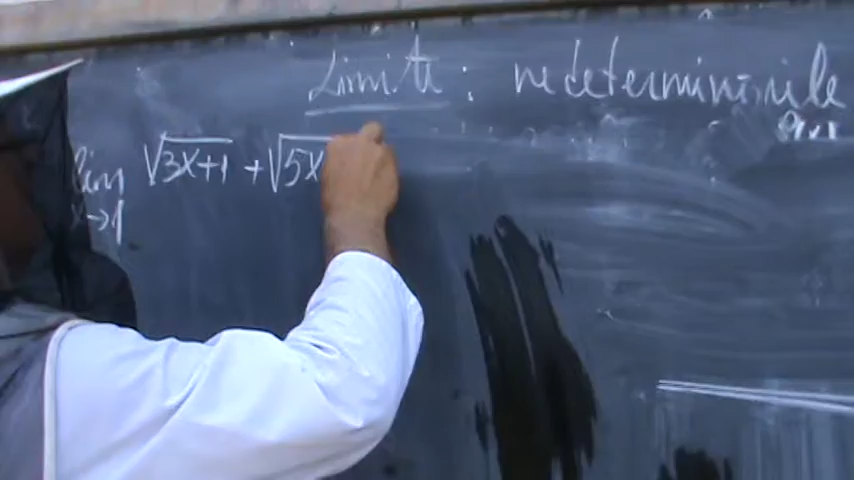 Limite : nedeterminările
lim √3x+1 + √5x
x→1